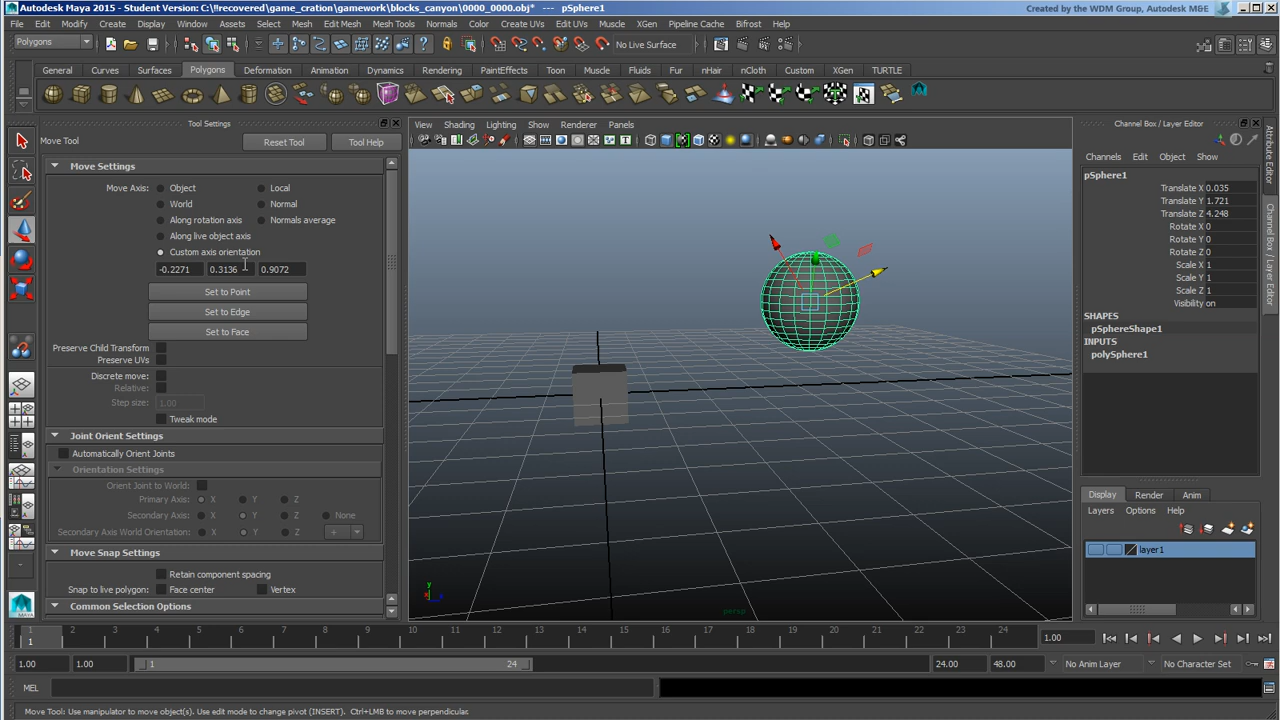 Autodesk Maya 2015 - Student Version: C:\!!recovered\game_cration\gamework\blocks_canyon\0000_0000.obj* --- pSphere1
Created by the WDM Group, Autodesk M&E
File Edit Modify Create Display Window Assets Select Mesh Edit Mesh Mesh Tools Normals Color Create UVs Edit UVs Muscle XGen Pipeline Cache Bifrost Help
Polygons
No Live Surface
General Curves Surfaces Polygons Deformation Animation Dynamics Rendering PaintEffects Toon Muscle Fluids Fur nHair nCloth Custom XGen TURTLE
Tool Settings
Move Tool
Reset Tool
Tool Help
Move Settings
Move Axis: Object Local
World Normal
Along rotation axis Normals average
Along live object axis
Custom axis orientation
-0.2271 0.3136 0.9072
Set to Point
Set to Edge
Set to Face
Preserve Child Transform
Preserve UVs
Discrete move:
Relative:
Step size: 1.00
Tweak mode
Joint Orient Settings
Automatically Orient Joints
Orientation Settings
Orient Joint to World:
Primary Axis: X Y Z
Secondary Axis: X Y Z None
Secondary Axis World Orientation: X Y Z +
Move Snap Settings
Retain component spacing
Snap to live polygon: Face center Vertex
Common Selection Options
View Shading Lighting Show Renderer Panels
y
x z
persp
Channel Box / Layer Editor
Channels Edit Object Show
pSphere1
Translate X 0.035
Translate Y 1.721
Translate Z 4.248
Rotate X 0
Rotate Y 0
Rotate Z 0
Scale X 1
Scale Y 1
Scale Z 1
Visibility on
SHAPES
pSphereShape1
INPUTS
polySphere1
Attribute Editor
Channel Box / Layer Editor
Display Render Anim
Layers Options Help
layer1
MAYA
1 2 3 4 5 6 7 8 9 10 11 12 13 14 15 16 17 18 19 20 21 22 23 24
1
1.00
1.00 1.00 1 24 24.00 48.00 No Anim Layer No Character Set
MEL
Move Tool: Use manipulator to move object(s). Use edit mode to change pivot (INSERT). Ctrl+LMB to move perpendicular.